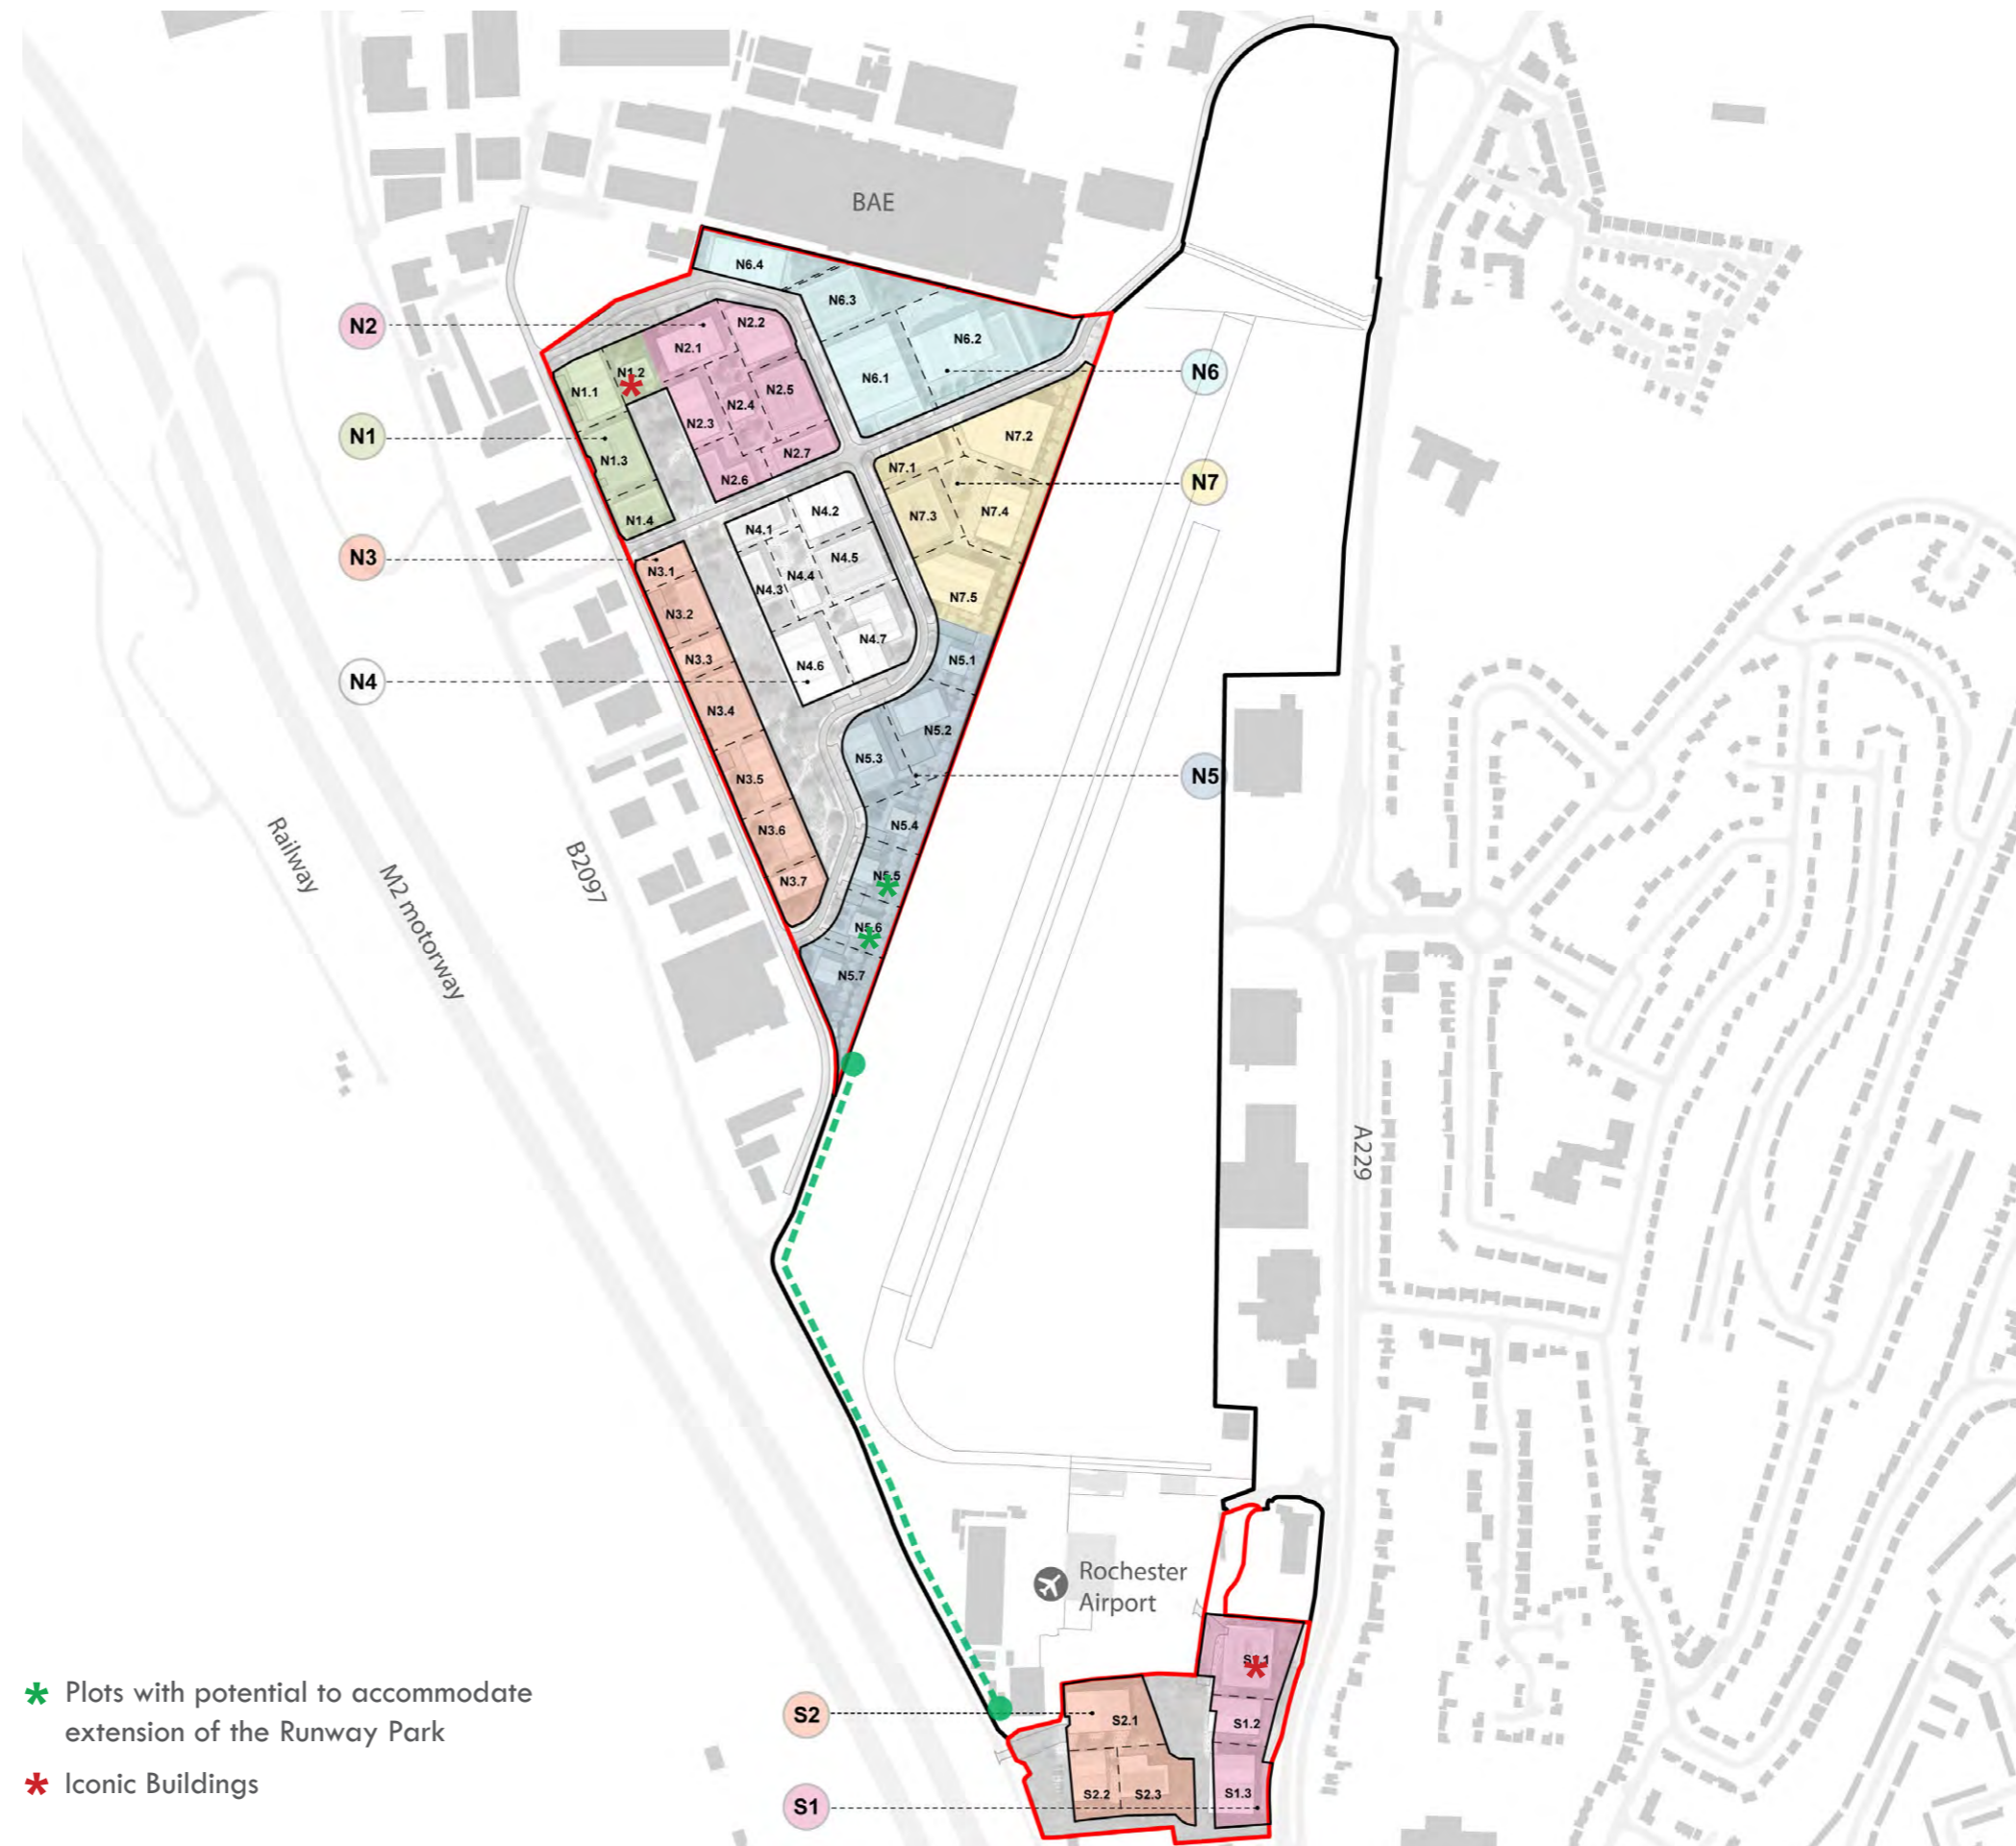 BAE
N6.4
N6.3
N2
N2.2
N6.2
N2.1
N6
N1.2
N6.1
N1.1
N2.5
N2.4
N2.3
N1
N7.2
N2.7
N1.3
N7.1
N2.6
N7
N4.2
N7.4
N7.3
N1.4
N4.1
N3
N4.5
N3.1
N4.4
N4.3
N7.5
N3.2
N4.7
N3.3
N5.1
N4.6
N4
N3.4
N5.2
N5.3
N5
N3.5
N5.4
N3.6
Railway
B2097
N5.5
N3.7
M2 motorway
N5.6
N5.7
A229
Rochester
Airport
S1.1
Plots with potential to accommodate
extension of the Runway Park
S2
S2.1
S1.2
Iconic Buildings
S2.2
S2.3
S1.3
S1